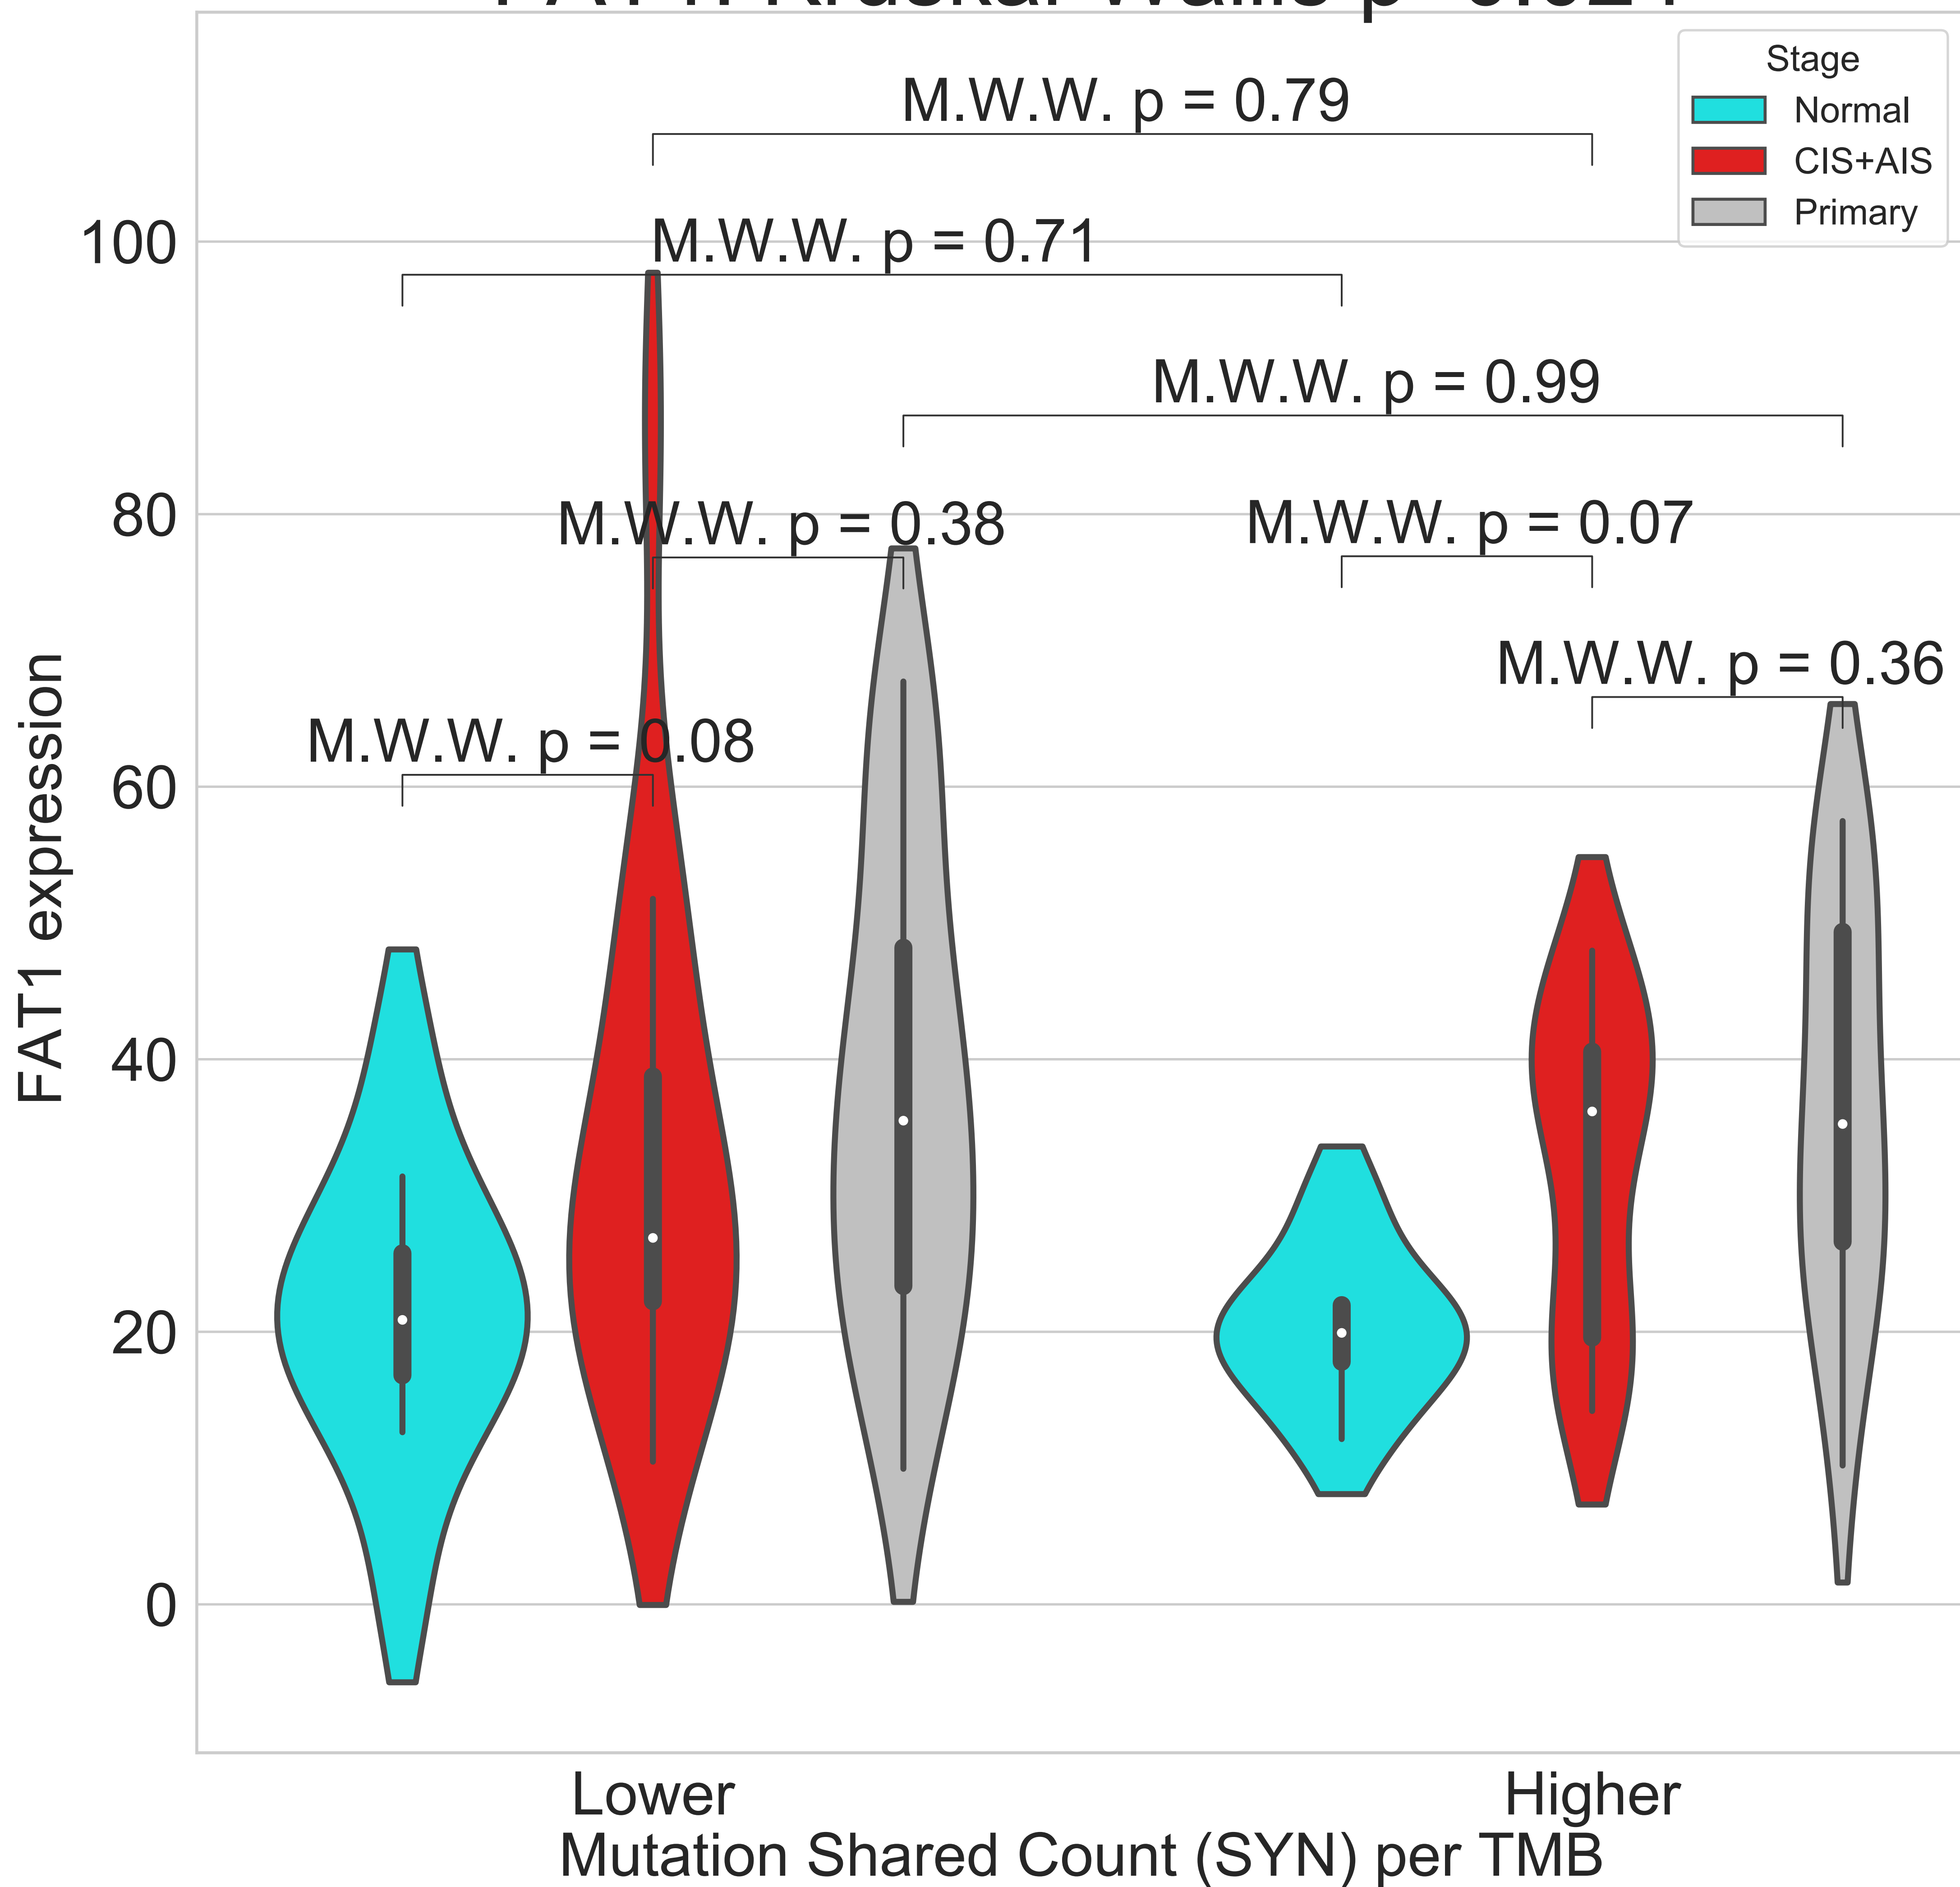 Stage
Normal
CIS+AIS
Primary
M.W.W. p = 0.79
M.W.W. p = 0.71
M.W.W. p = 0.99
M.W.W. p = 0.38
M.W.W. p = 0.07
M.W.W. p = 0.36
M.W.W. p = 0.08
FAT1 expression
100
80
60
40
20
0
Lower
Higher
Mutation Shared Count (SYN) per TMB